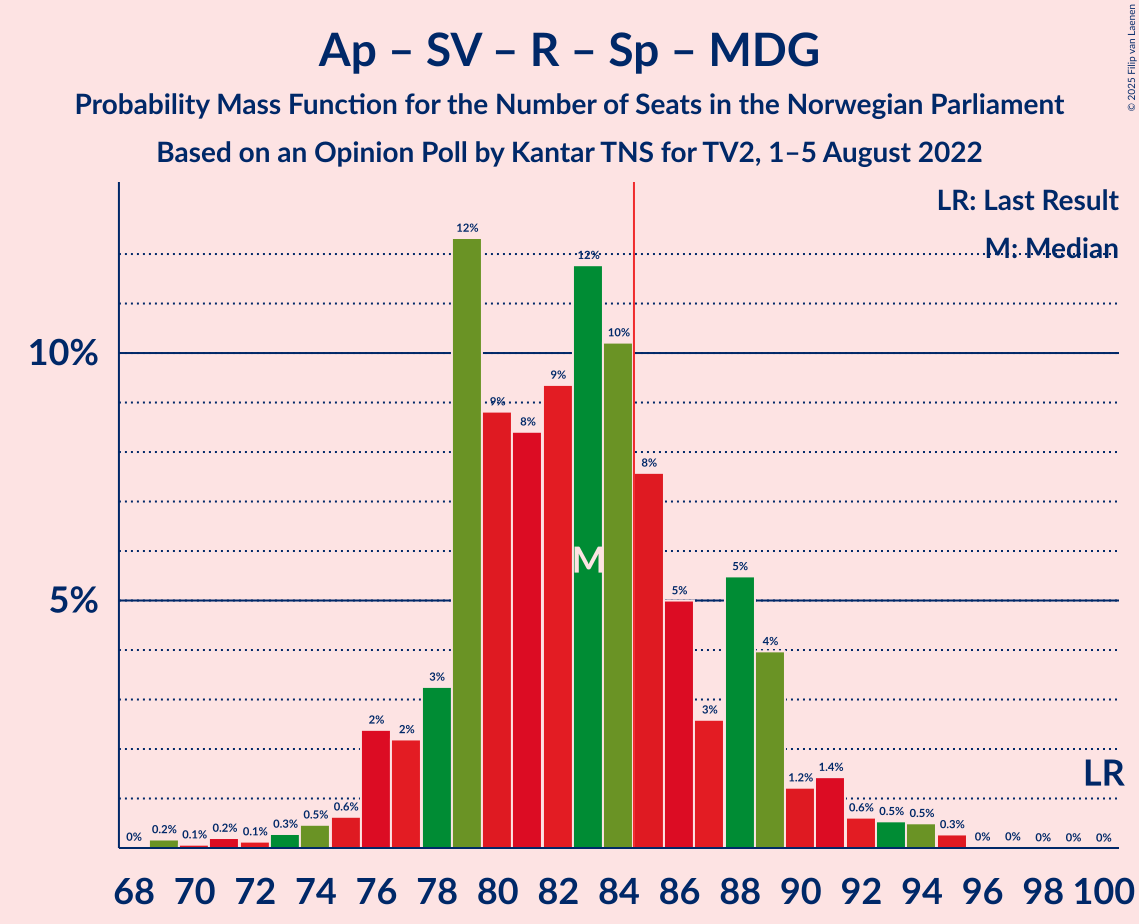 Ap – SV – R – Sp – MDG
Probability Mass Function for the Number of Seats in the Norwegian Parliament
Based on an Opinion Poll by Kantar TNS for TV2, 1–5 August 2022
© 2025 Filip van Laenen
LR: Last Result
M: Median
10%
5%
0% 0.2% 0.1% 0.2% 0.1% 0.3% 0.5% 0.6% 2% 2% 3% 12% 9% 8% 9% 12% 10% 8% 5% 3% 5% 4% 1.2% 1.4% 0.6% 0.5% 0.5% 0.3% 0% 0% 0% 0% 0%
M
LR
68 70 72 74 76 78 80 82 84 86 88 90 92 94 96 98 100